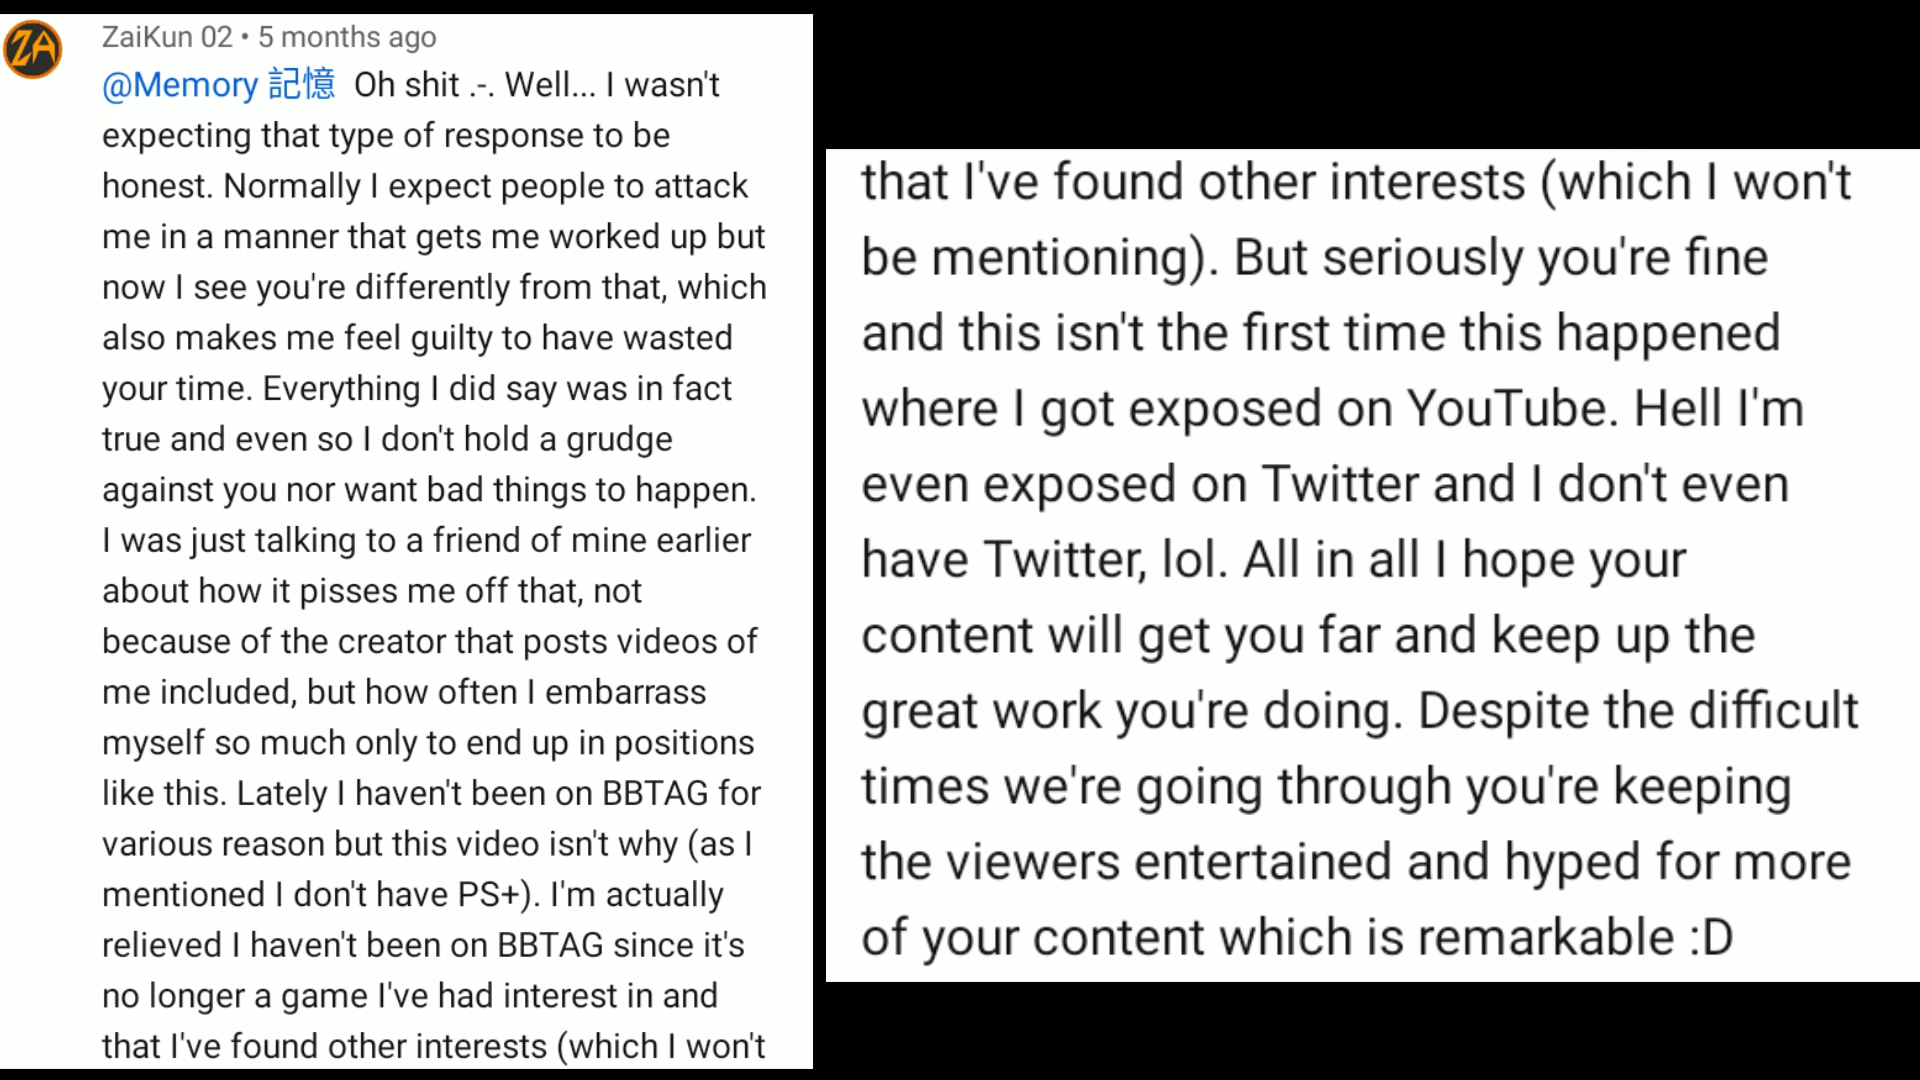 ZA
ZaiKun 02 • 5 months ago
@Memory 記憶 Oh shit .-. Well... I wasn't
expecting that type of response to be
honest. Normally I expect people to attack
me in a manner that gets me worked up but
now I see you're differently from that, which
also makes me feel guilty to have wasted
your time. Everything I did say was in fact
true and even so I don't hold a grudge
against you nor want bad things to happen.
I was just talking to a friend of mine earlier
about how it pisses me off that, not
because of the creator that posts videos of
me included, but how often I embarrass
myself so much only to end up in positions
like this. Lately I haven't been on BBTAG for
various reason but this video isn't why (as I
mentioned I don't have PS+). I'm actually
relieved I haven't been on BBTAG since it's
no longer a game I've had interest in and
that I've found other interests (which I won't
that I've found other interests (which I won't
be mentioning). But seriously you're fine
and this isn't the first time this happened
where I got exposed on YouTube. Hell I'm
even exposed on Twitter and I don't even
have Twitter, lol. All in all I hope your
content will get you far and keep up the
great work you're doing. Despite the difficult
times we're going through you're keeping
the viewers entertained and hyped for more
of your content which is remarkable :D